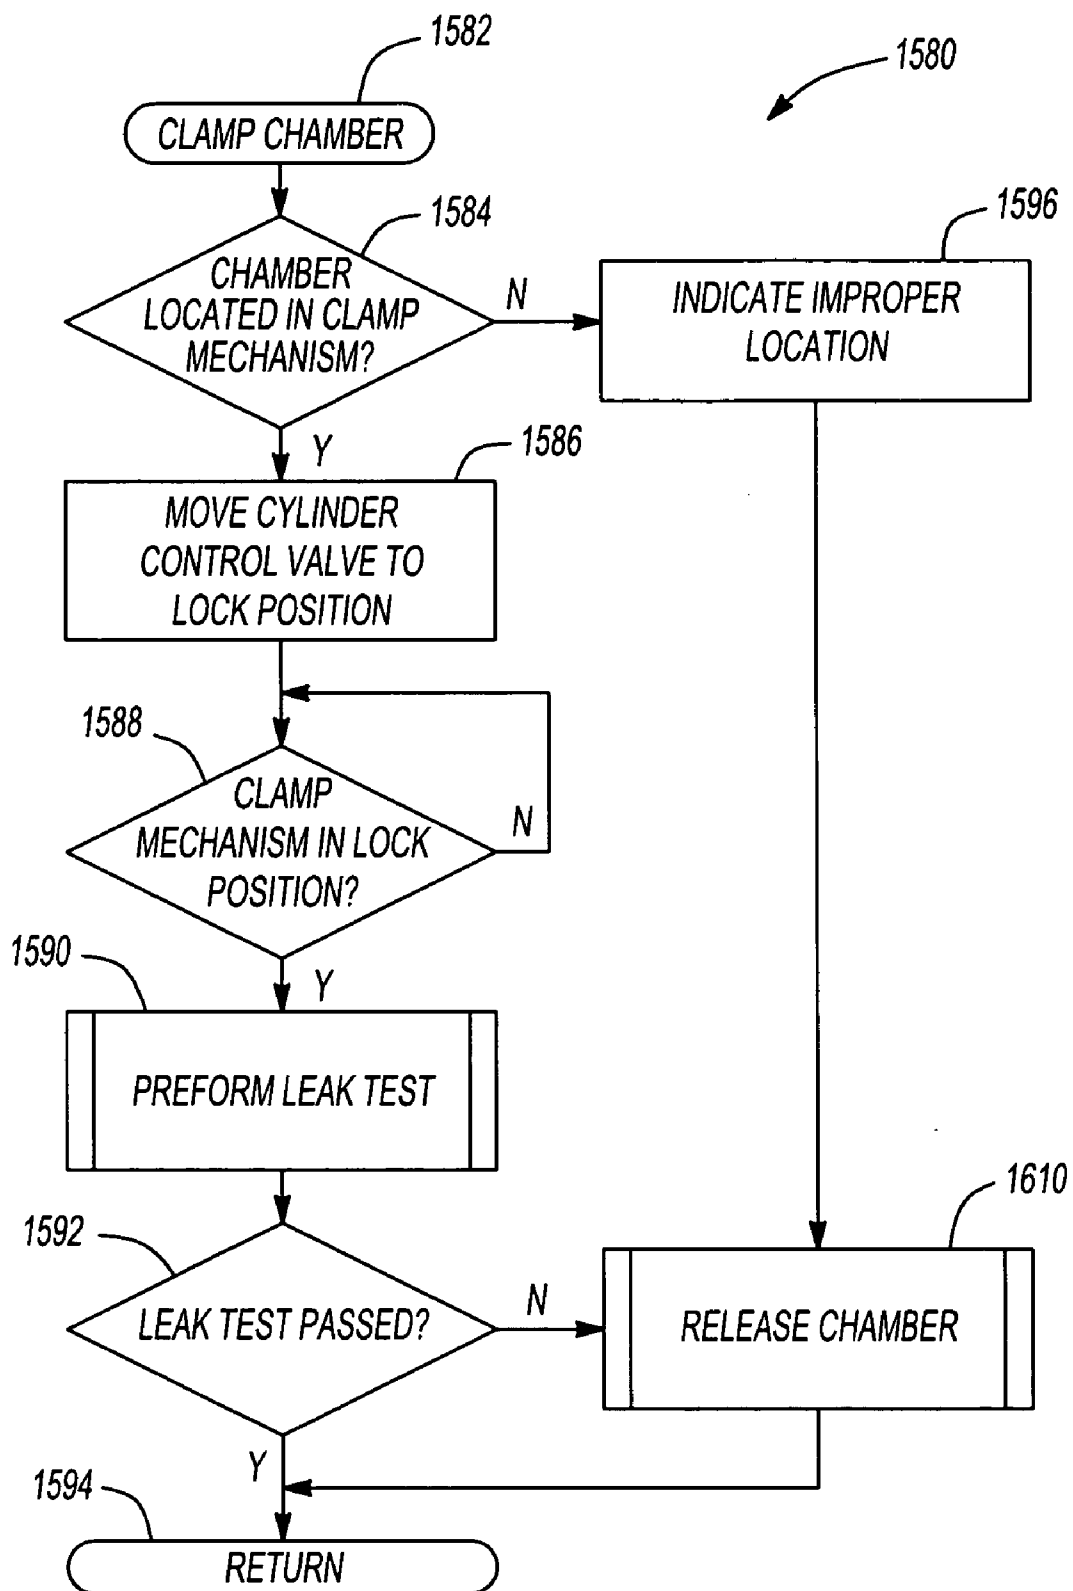 1582
1580
CLAMP CHAMBER
1584
1596
CHAMBER
LOCATED IN CLAMP
MECHANISM?
N
INDICATE IMPROPER
LOCATION
Y
1586
MOVE CYLINDER
CONTROL VALVE TO
LOCK POSITION
1588
CLAMP
MECHANISM IN LOCK
POSITION?
N
1590
Y
PREFORM LEAK TEST
1610
1592
LEAK TEST PASSED?
N
RELEASE CHAMBER
Y
1594
RETURN